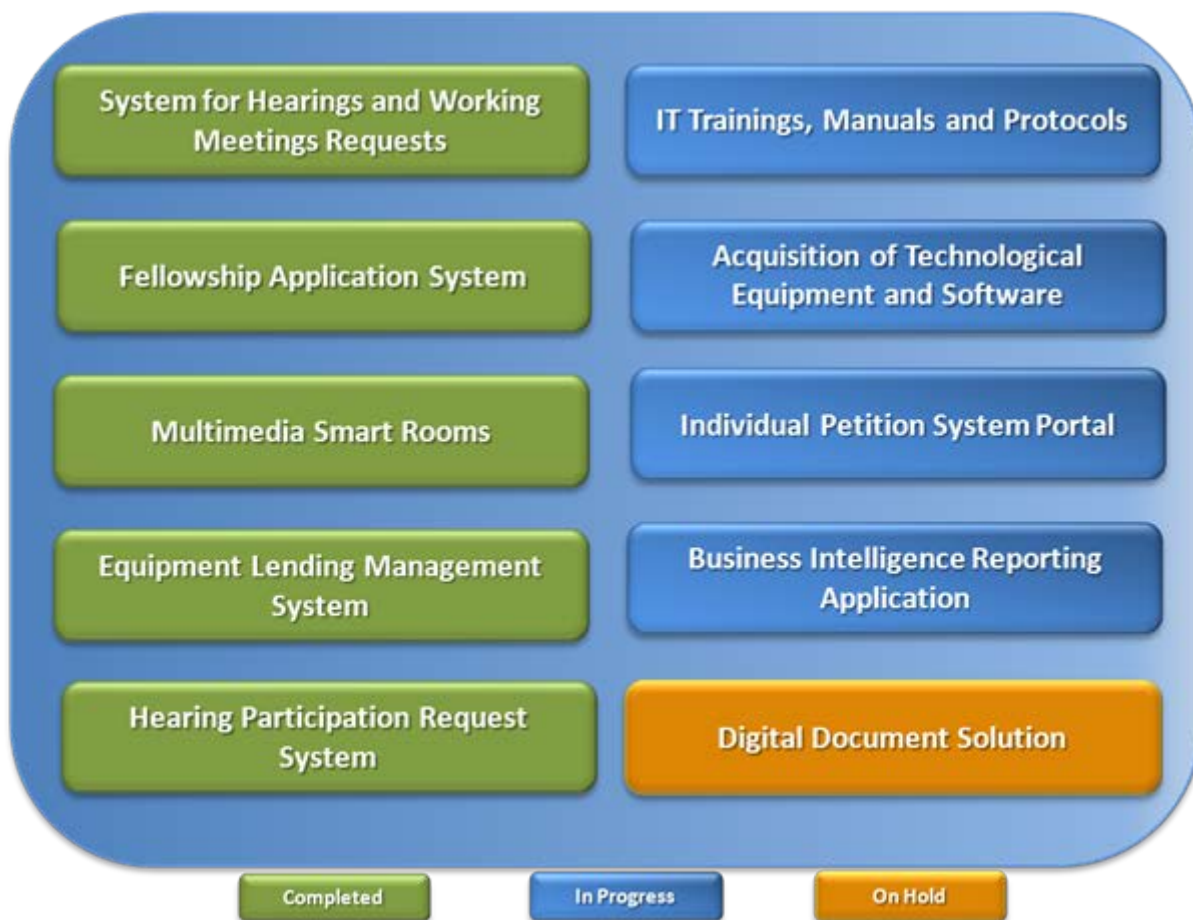 System for Hearings and Working
Meetings Requests
IT Trainings, Manuals and Protocols
Fellowship Application System
Acquisition of Technological
Equipment and Software
Multimedia Smart Rooms
Individual Petition System Portal
Equipment Lending Management
System
Business Intelligence Reporting
Application
Hearing Participation Request
System
Digital Document Solution
Completed
In Progress
On Hold